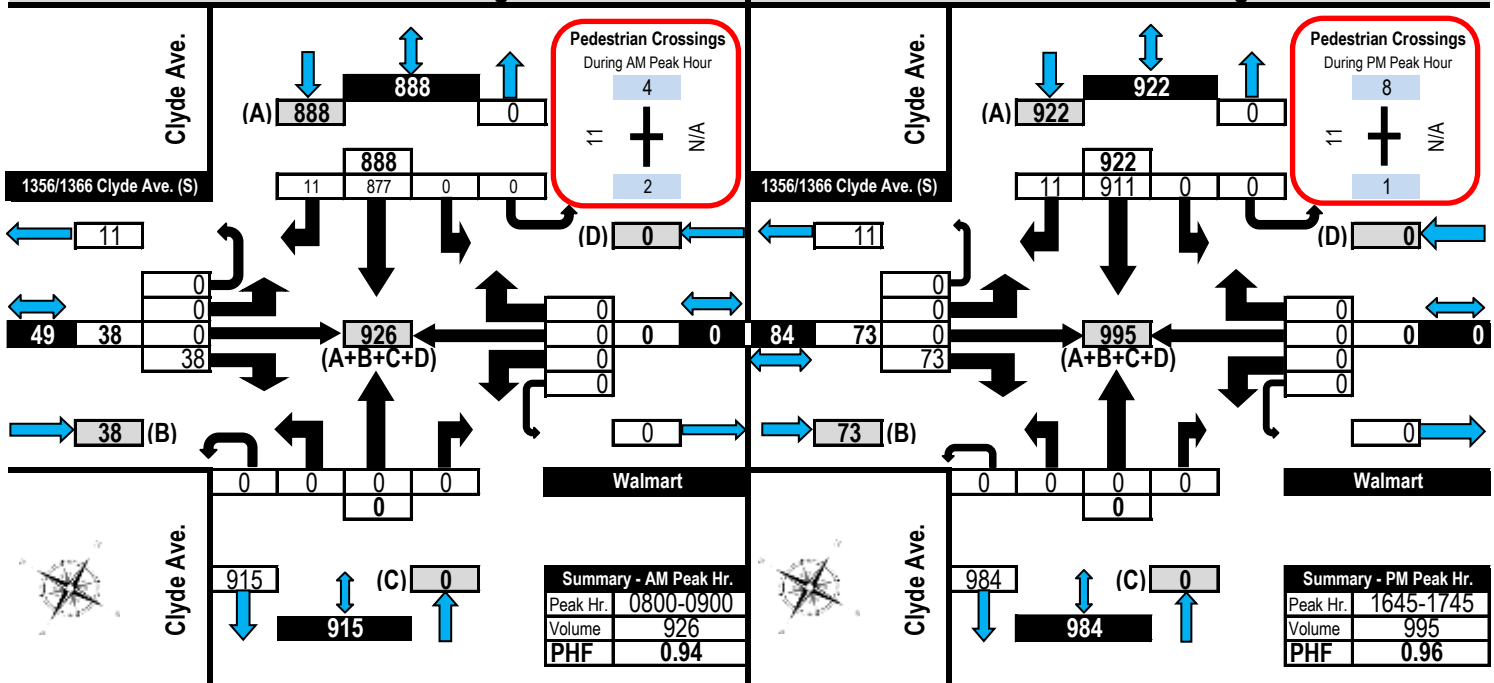 Clyde Ave.
888
(A) 888 0
888
11 877 0 0
Pedestrian Crossings
During AM Peak Hour
4
11 N/A
2
1356/1366 Clyde Ave. (S)
11
(D) 0
0
0
49 38 0
38
926
(A+B+C+D)
0
0
0 0 0
0
0
38 (B)
0
0 0 0 0
0
Walmart
Clyde Ave.
915
(C) 0
915
Summary - AM Peak Hr.
Peak Hr. 0800-0900
Volume 926
PHF 0.94
Clyde Ave.
922
(A) 922 0
922
11 911 0 0
Pedestrian Crossings
During PM Peak Hour
8
11 N/A
1
1356/1366 Clyde Ave. (S)
11
(D) 0
0
0
84 73 0
73
995
(A+B+C+D)
0
0
0 0 0
0
0
73 (B)
0
0 0 0 0
0
Walmart
Clyde Ave.
984
(C) 0
984
Summary - PM Peak Hr.
Peak Hr. 1645-1745
Volume 995
PHF 0.96